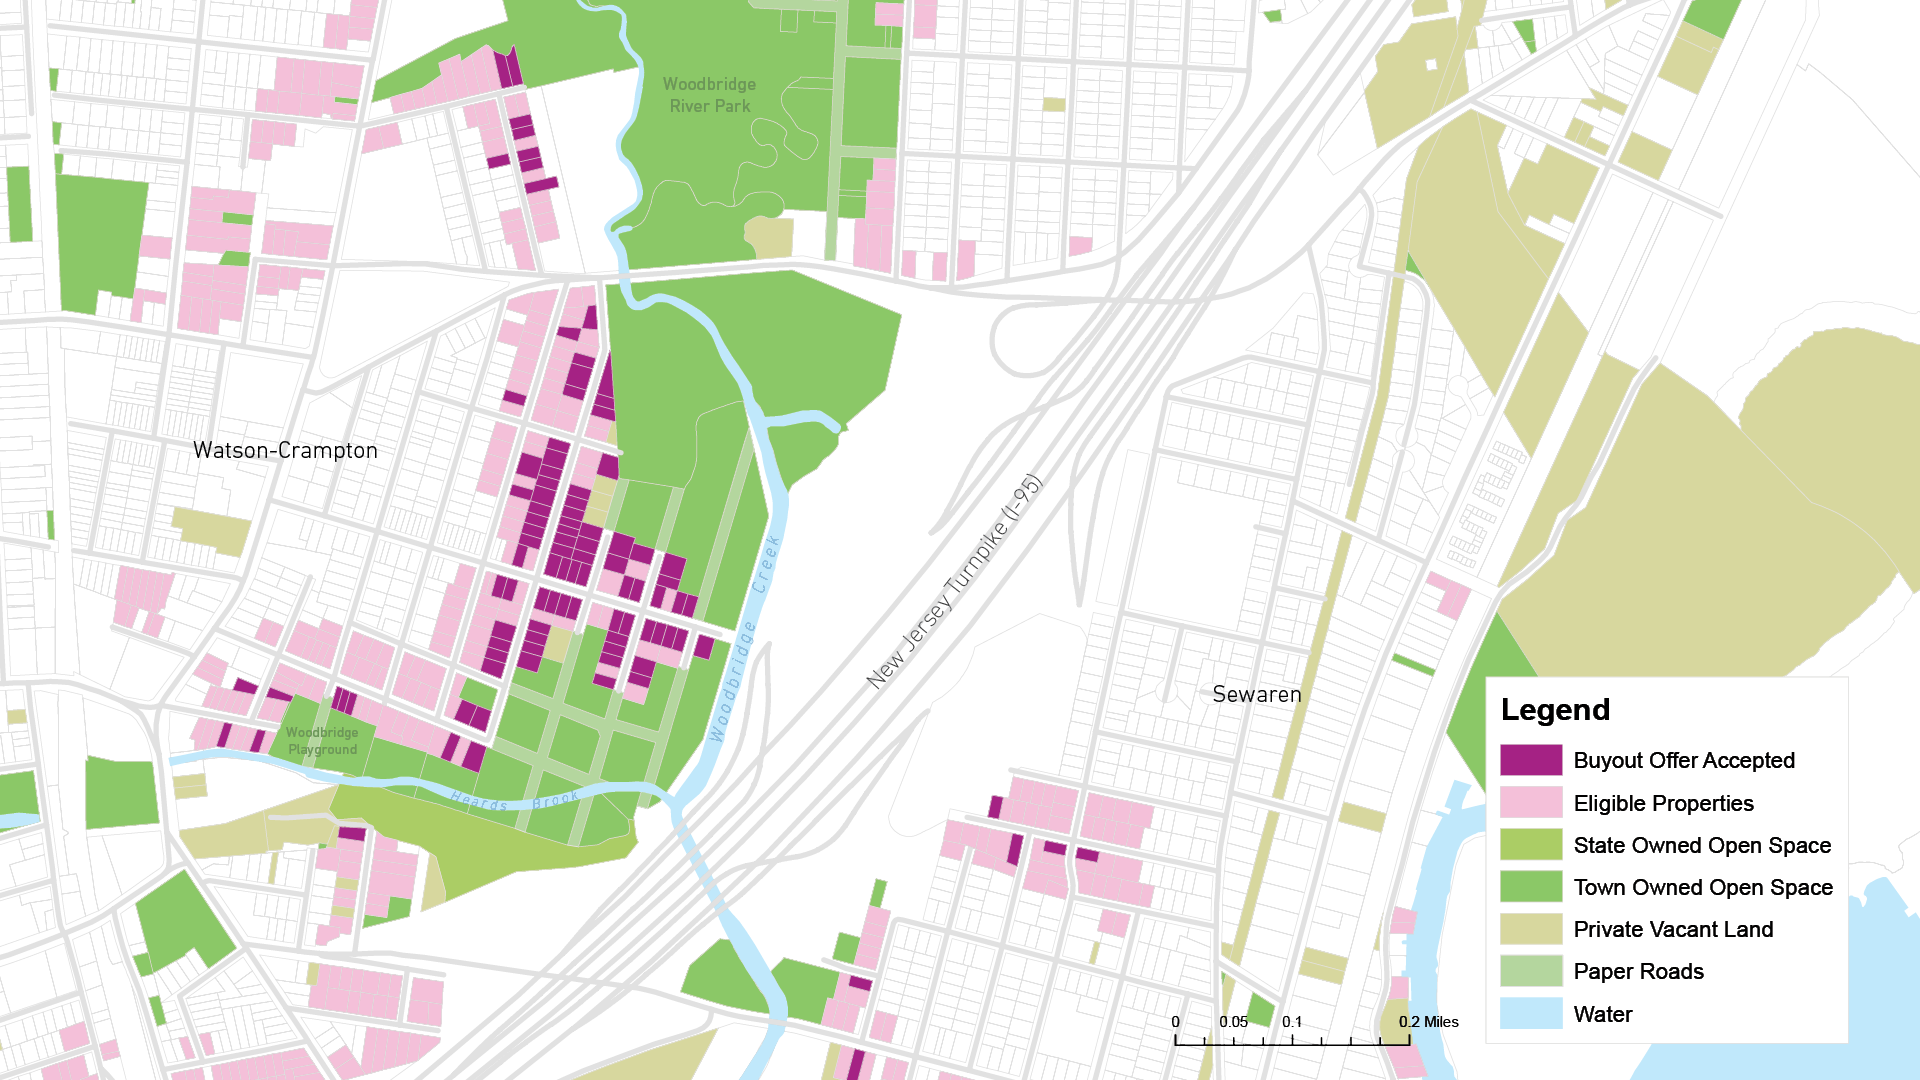 Woodbridge
River Park
Watson-Crampton
New Jersey Turnpike (I-95)
Woodbridge Creek
Sewaren
Woodbridge
Playground
Heards Brook
Legend
Buyout Offer Accepted
Eligible Properties
State Owned Open Space
Town Owned Open Space
Private Vacant Land
Paper Roads
Water
0 0.05 0.1 0.2 Miles